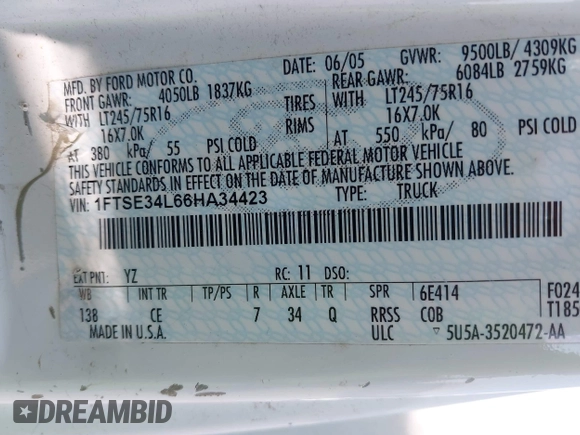 MFD. BY FORD MOTOR CO. DATE: 06/05 GVWR: 9500LB/ 4309KG
FRONT GAWR: 4050LB 1837KG REAR GAWR: 6084LB 2759KG
WITH LT245/75R16 TIRES WITH LT245/75R16
16X7.0K RIMS 16X7.0K
AT 380 kPa/ 55 PSI COLD AT 550 kPa/ 80 PSI COLD
THIS VEHICLE CONFORMS TO ALL APPLICABLE FEDERAL MOTOR VEHICLE
SAFETY STANDARDS IN EFFECT ON THE DATE OF MANUFACTURE SHOWN ABOVE.
VIN: 1FTSE34L66HA34423 TYPE: TRUCK
EXT PNT: YZ RC: 11 DSO:
WB INT TR TP/PS R AXLE TR SPR 6E414 F024
138 CE 7 34 Q RRSS COB T185
MADE IN U.S.A. ULC 5U5A-3520472-AA
DREAMBID